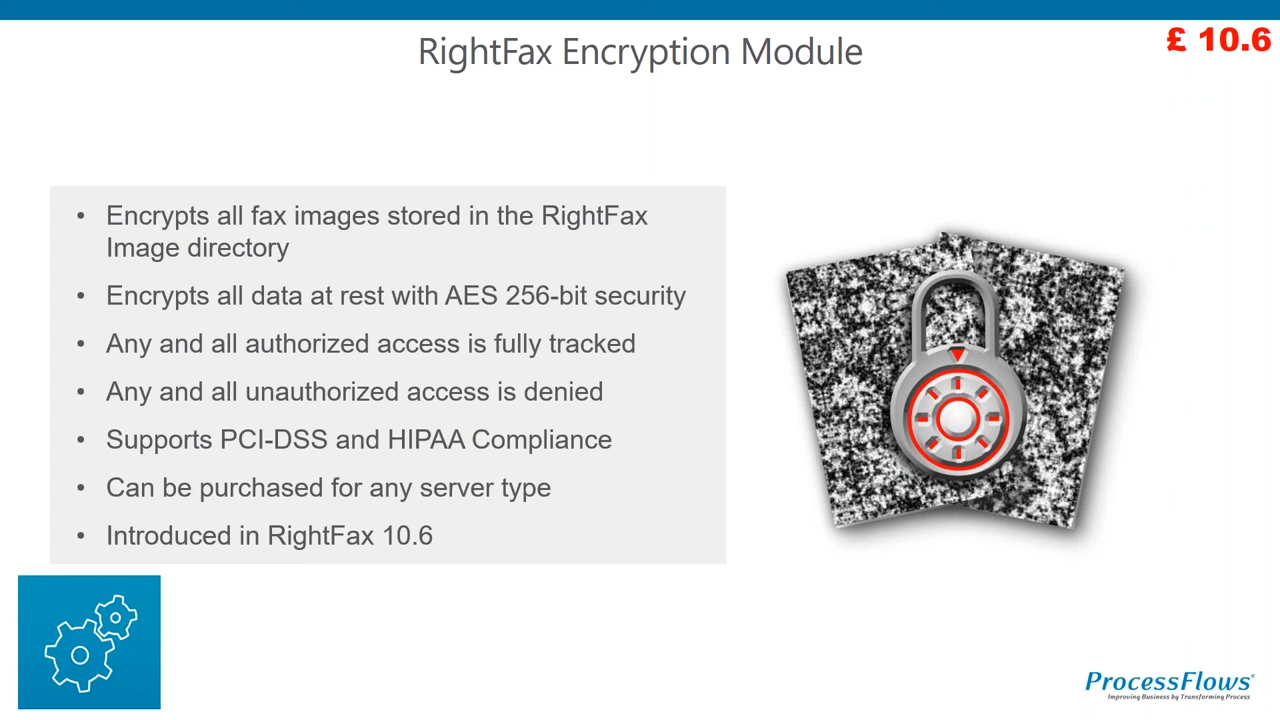 RightFax Encryption Module
£ 10.6
• Encrypts all fax images stored in the RightFax
Image directory
• Encrypts all data at rest with AES 256-bit security
• Any and all authorized access is fully tracked
• Any and all unauthorized access is denied
• Supports PCI-DSS and HIPAA Compliance
• Can be purchased for any server type
• Introduced in RightFax 10.6
ProcessFlows®
Improving Business by Transforming Process